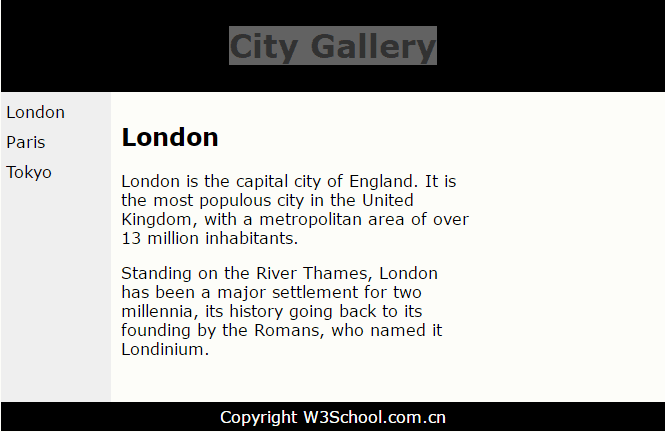 City Gallery
London
Paris
Tokyo
London
London is the capital city of England. It is
the most populous city in the United
Kingdom, with a metropolitan area of over
13 million inhabitants.
Standing on the River Thames, London
has been a major settlement for two
millennia, its history going back to its
founding by the Romans, who named it
Londinium.
Copyright W3School.com.cn